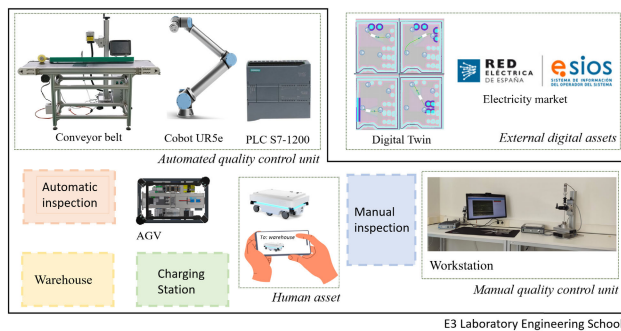 RED
ELÉCTRICA
DE ESPAÑA
esios
SISTEMA DE INFORMACIÓN
DEL OPERADOR DEL SISTEMA
Electricity market
Conveyor belt
Cobot UR5e
PLC S7-1200
Digital Twin
Automated quality control unit
External digital assets
Automatic
inspection
AGV
To: warehouse
Manual
inspection
Warehouse
Charging
Station
Human asset
Workstation
Manual quality control unit
E3 Laboratory Engineering School